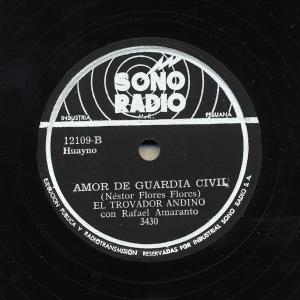 SONO
RADIO
M.R.
INDUSTRIA PERUANA
12109-B
Huayno
AMOR DE GUARDIA CIVIL
(Néstor Flores Flores)
EL TROVADOR ANDINO
con Rafael Amaranto
3430
EJECUCION PUBLICA Y RADIOTRANSMISIÓN RESERVADAS POR INDUSTRIAL SONO RADIO S.A.